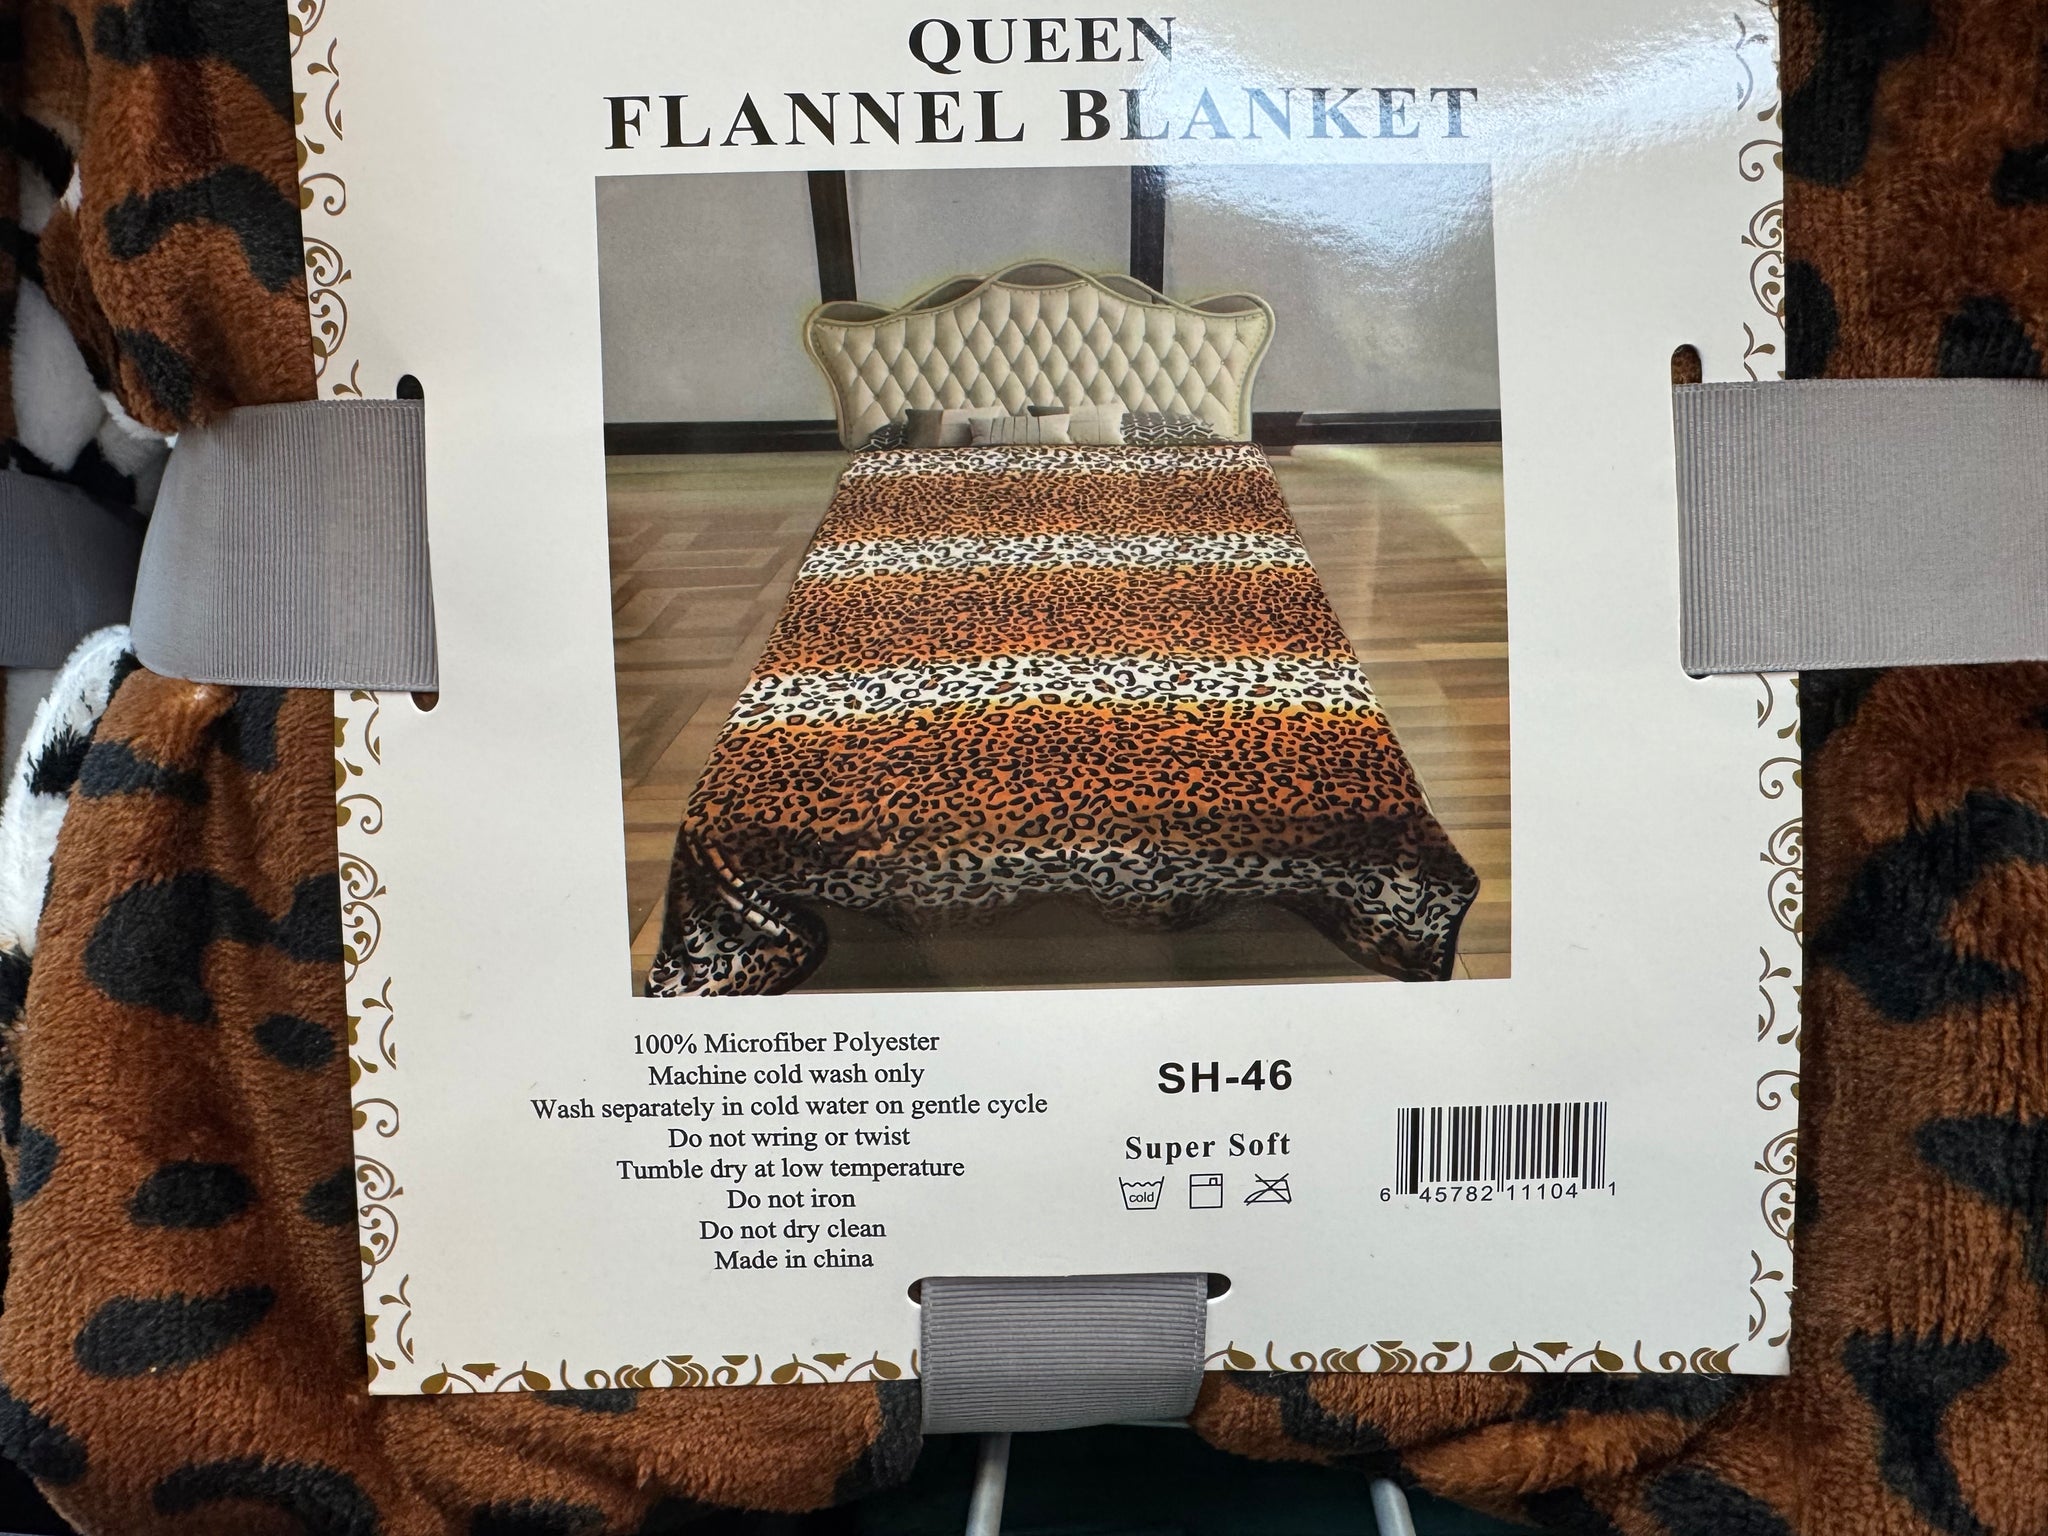 QUEEN
FLANNEL BLANKET
100% Microfiber Polyester
Machine cold wash only
Wash separately in cold water on gentle cycle
Do not wring or twist
Tumble dry at low temperature
Do not iron
Do not dry clean
Made in china
SH-46
Super Soft
cold
6 45782 11104 1